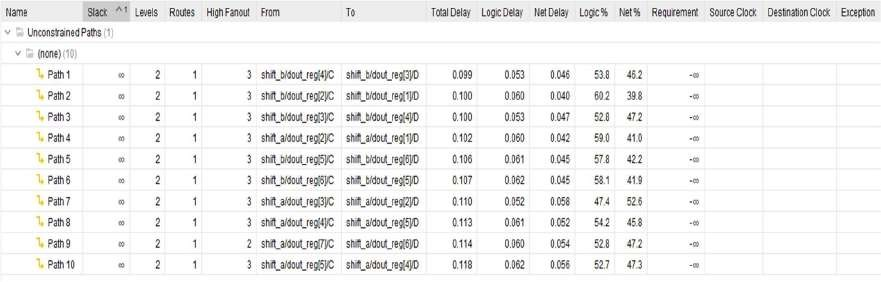 Name Slack ^1 Levels Routes High Fanout From To Total Delay Logic Delay Net Delay Logic % Net % Requirement Source Clock Destination Clock Exception
Unconstrained Paths (1)
(none) (10)
Path 1 ∞ 2 1 3 shift_b/dout_reg[4]/C shift_b/dout_reg[3]/D 0.099 0.053 0.046 53.8 46.2 -∞
Path 2 ∞ 2 1 3 shift_b/dout_reg[2]/C shift_b/dout_reg[1]/D 0.100 0.060 0.040 60.2 39.8 -∞
Path 3 ∞ 2 1 3 shift_b/dout_reg[3]/C shift_b/dout_reg[4]/D 0.100 0.053 0.047 52.8 47.2 -∞
Path 4 ∞ 2 1 3 shift_a/dout_reg[2]/C shift_a/dout_reg[1]/D 0.102 0.060 0.042 59.0 41.0 -∞
Path 5 ∞ 2 1 3 shift_b/dout_reg[5]/C shift_b/dout_reg[6]/D 0.106 0.061 0.045 57.8 42.2 -∞
Path 6 ∞ 2 1 3 shift_b/dout_reg[6]/C shift_b/dout_reg[5]/D 0.107 0.062 0.045 58.1 41.9 -∞
Path 7 ∞ 2 1 3 shift_a/dout_reg[3]/C shift_a/dout_reg[2]/D 0.110 0.052 0.058 47.4 52.6 -∞
Path 8 ∞ 2 1 3 shift_a/dout_reg[4]/C shift_a/dout_reg[5]/D 0.113 0.061 0.052 54.2 45.8 -∞
Path 9 ∞ 2 1 2 shift_a/dout_reg[7]/C shift_a/dout_reg[6]/D 0.114 0.060 0.054 52.8 47.2 -∞
Path 10 ∞ 2 1 3 shift_a/dout_reg[5]/C shift_a/dout_reg[4]/D 0.118 0.062 0.056 52.7 47.3 -∞